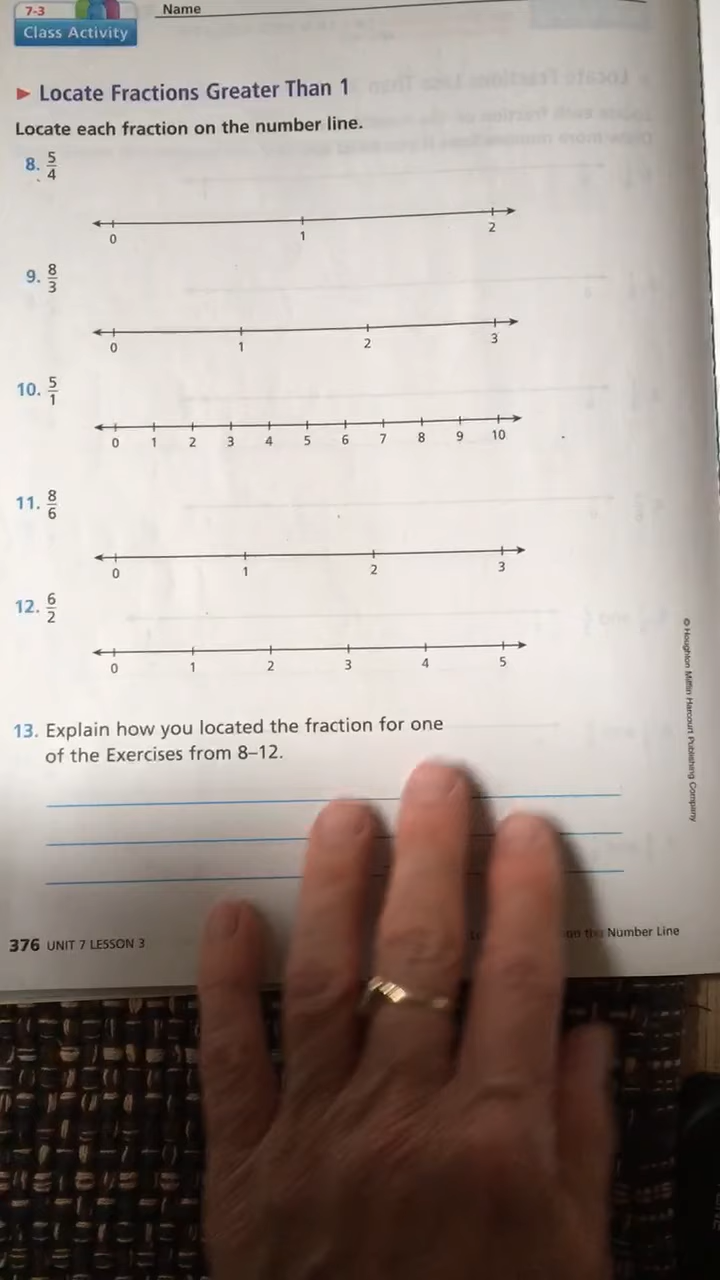 7-3
Class Activity
Name
Locate Fractions Greater Than 1
Locate each fraction on the number line.
8. 5/4
0 1 2
9. 8/3
0 1 2 3
10. 5/1
0 1 2 3 4 5 6 7 8 9 10
11. 8/6
0 1 2 3
12. 6/2
0 1 2 3 4 5
13. Explain how you located the fraction for one
of the Exercises from 8–12.
© Houghton Mifflin Harcourt Publishing Company
376 UNIT 7 LESSON 3
on the Number Line